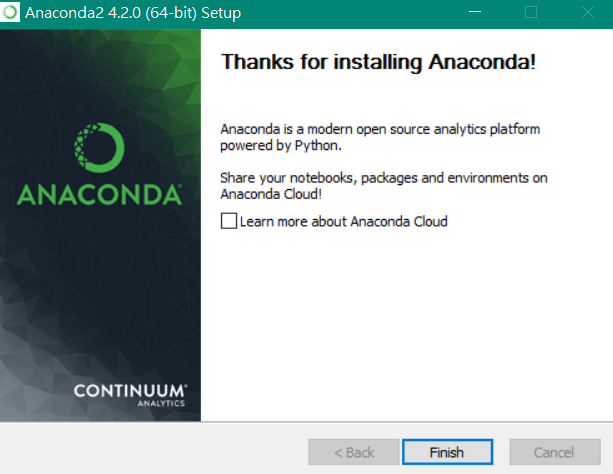 Anaconda2 4.2.0 (64-bit) Setup
Thanks for installing Anaconda!
ANACONDA
Anaconda is a modern open source analytics platform
powered by Python.
Share your notebooks, packages and environments on
Anaconda Cloud!
Learn more about Anaconda Cloud
CONTINUUM®
ANALYTICS
< Back
Finish
Cancel